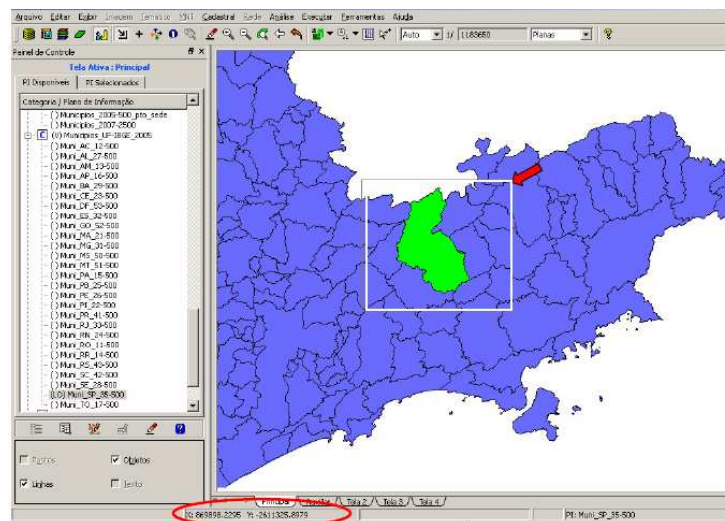 Arquivo Editar Exibir Imagem Temático MNT Cadastral Rede Análise Executar Ferramentas Ajuda
Auto 1/ 1183650 Planas
Painel de Controle
Tela Ativa : Principal
PI Disponíveis PI Selecionados
Categoria / Plano de Informação
( ) Municipios_2006-500_pto_sede
( ) Municipios_2007-2500
(V) Municipios_UF-IBGE_2005
( ) Muni_AC_12-500
( ) Muni_AL_27-500
( ) Muni_AM_13-500
( ) Muni_AP_16-500
( ) Muni_BA_29-500
( ) Muni_CE_23-500
( ) Muni_DF_53-500
( ) Muni_ES_32-500
( ) Muni_GO_52-500
( ) Muni_MA_21-500
( ) Muni_MG_31-500
( ) Muni_MS_50-500
( ) Muni_MT_51-500
( ) Muni_PA_15-500
( ) Muni_PB_25-500
( ) Muni_PE_26-500
( ) Muni_PI_22-500
( ) Muni_PR_41-500
( ) Muni_RJ_33-500
( ) Muni_RN_24-500
( ) Muni_RO_11-500
( ) Muni_RR_14-500
( ) Muni_RS_43-500
( ) Muni_SC_42-500
( ) Muni_SE_28-500
(LO) Muni_SP_35-500
( ) Muni_TO_17-500
Pontos Objetos
Linhas Texto
Principal Auxiliar Tela 2 Tela 3 Tela 4
X: 869898.2295 Y: -2611325.8979 PI: Muni_SP_35-500